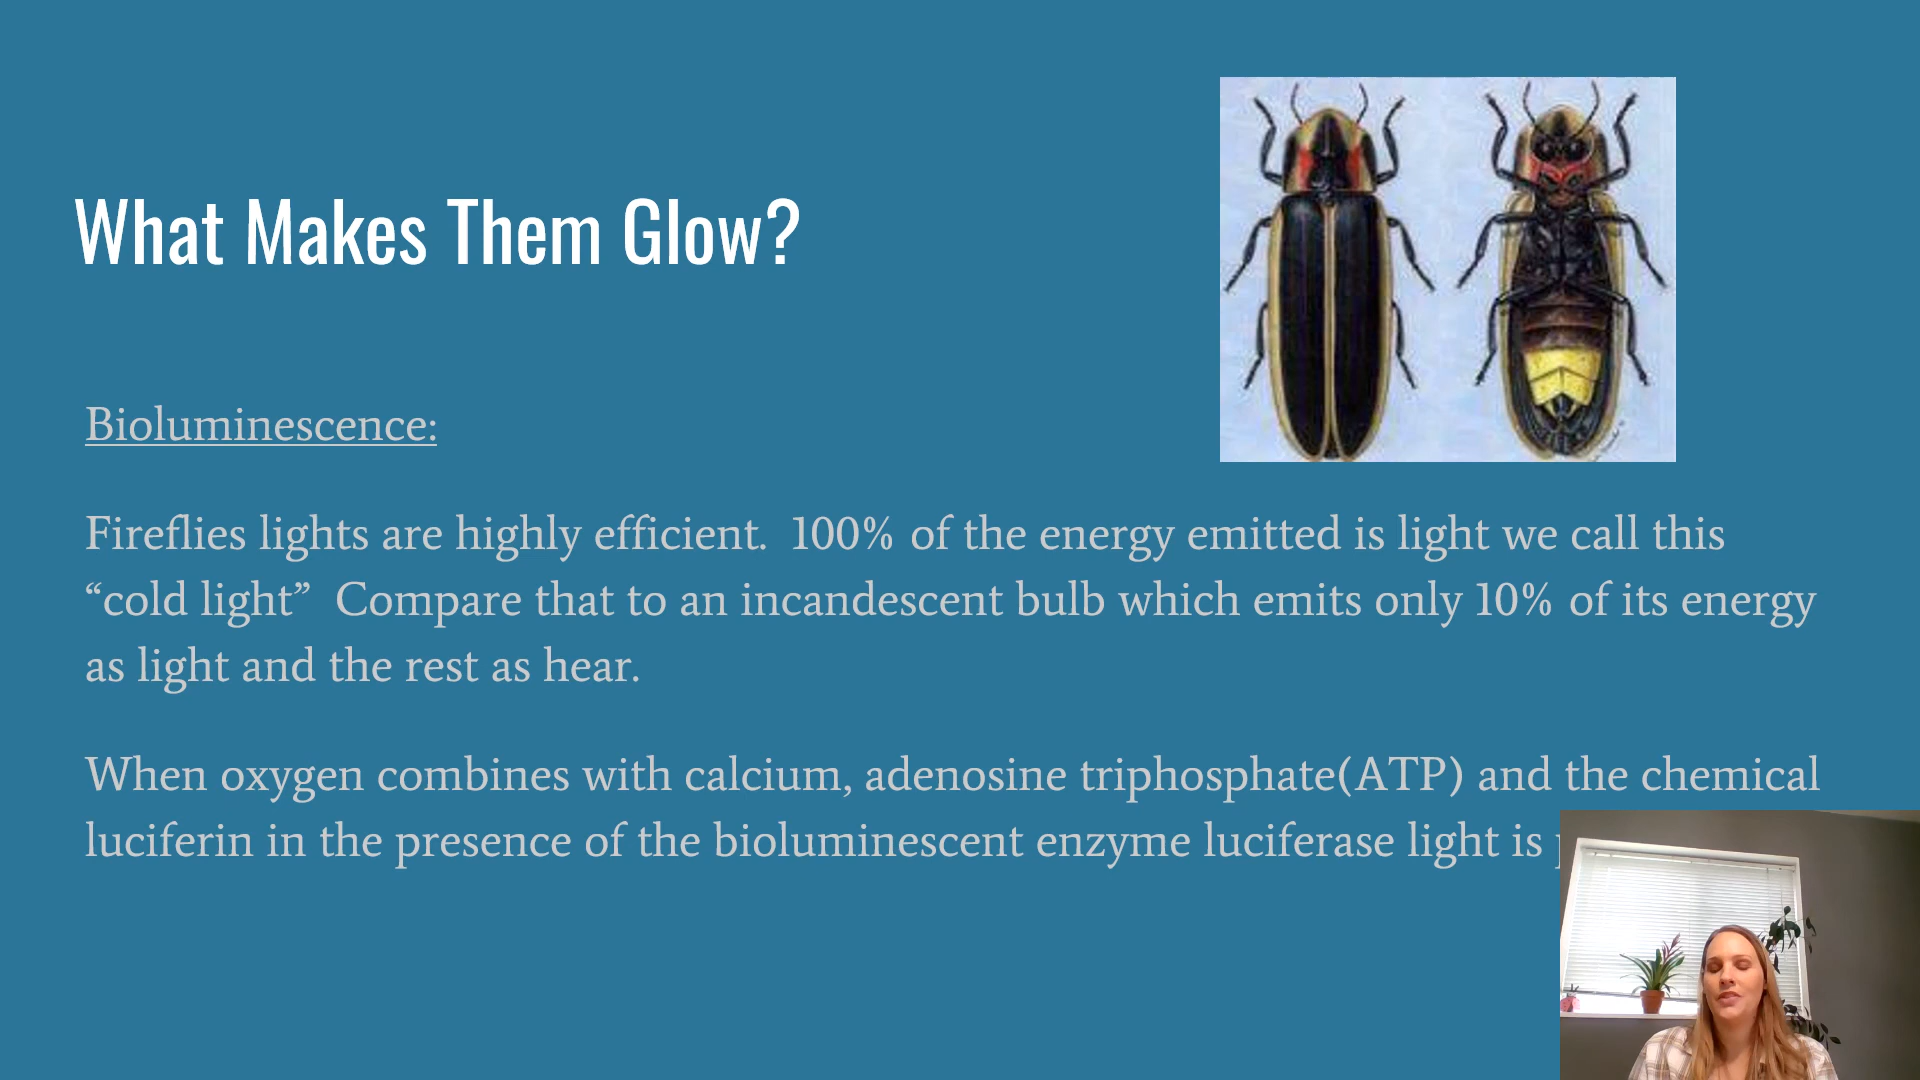 What Makes Them Glow?
Bioluminescence:
Fireflies lights are highly efficient.  100% of the energy emitted is light we call this
“cold light”  Compare that to an incandescent bulb which emits only 10% of its energy
as light and the rest as hear.
When oxygen combines with calcium, adenosine triphosphate(ATP) and the chemical
luciferin in the presence of the bioluminescent enzyme luciferase light is